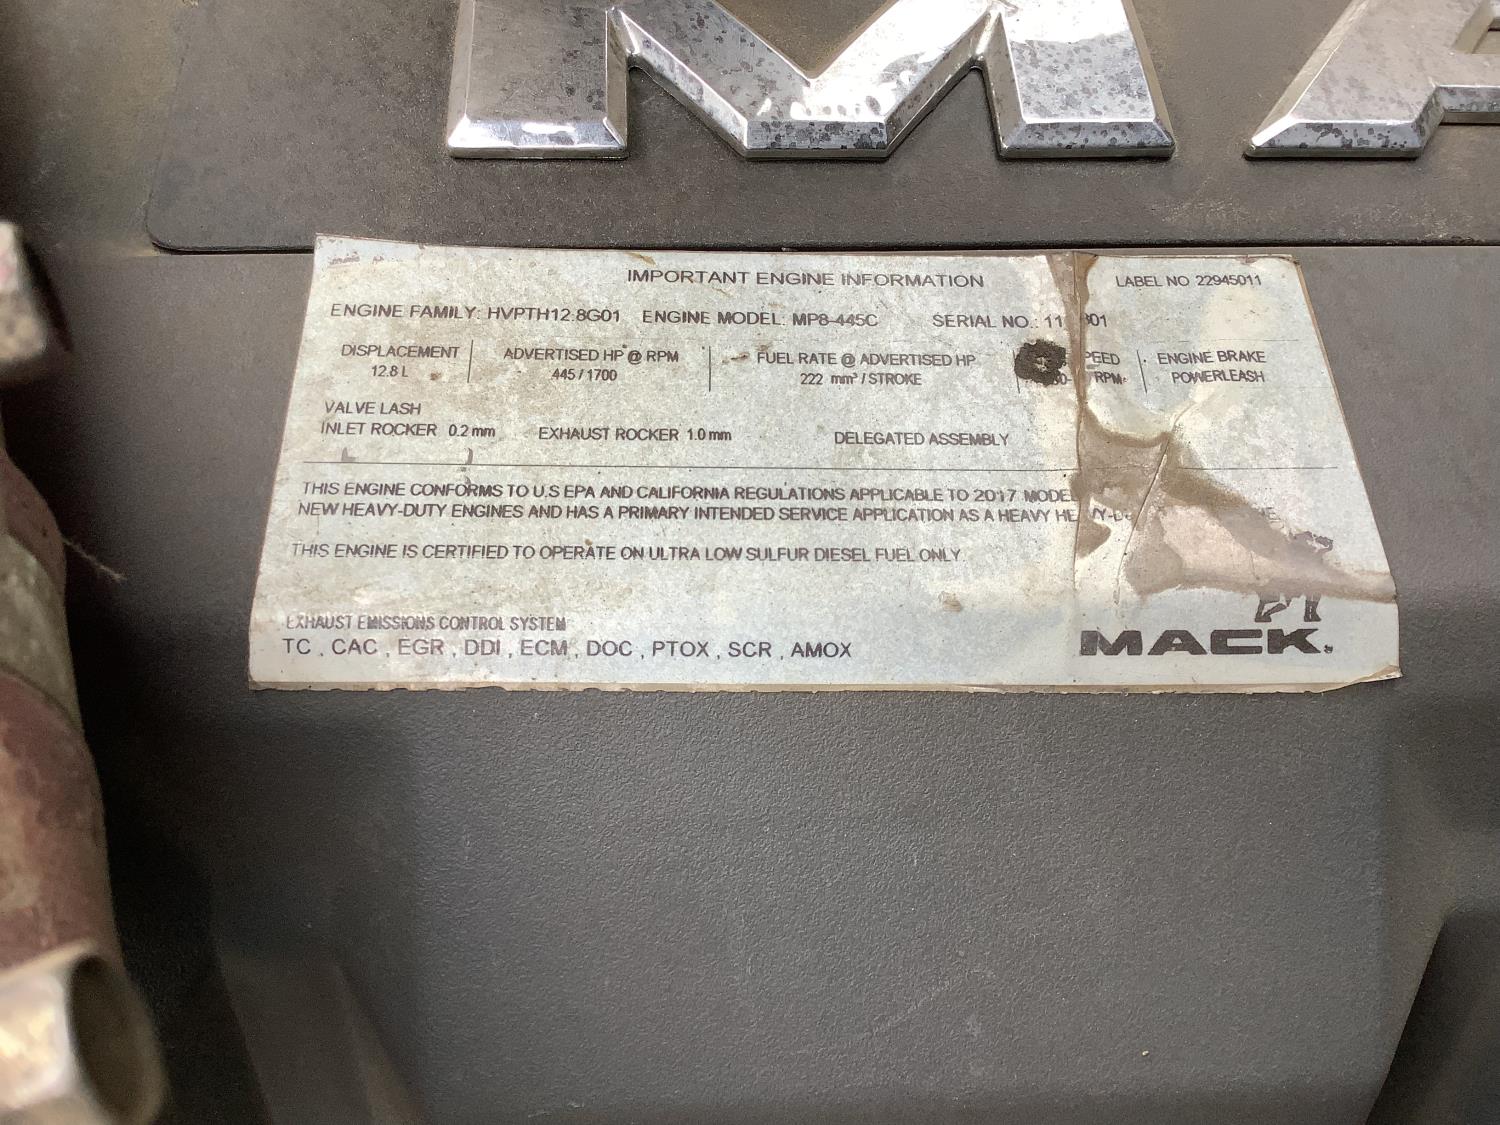 MA
IMPORTANT ENGINE INFORMATION LABEL NO 22945011
ENGINE FAMILY: HVPTH12.8G01 ENGINE MODEL: MP8-445C SERIAL NO.:
DISPLACEMENT ADVERTISED HP @ RPM FUEL RATE @ ADVERTISED HP ENGINE BRAKE
12.8 L 445 / 1700 222 mm³ / STROKE RPM POWERLEASH
VALVE LASH
INLET ROCKER 0.2 mm EXHAUST ROCKER 1.0 mm DELEGATED ASSEMBLY
THIS ENGINE CONFORMS TO U.S EPA AND CALIFORNIA REGULATIONS APPLICABLE TO 2017 MODEL
NEW HEAVY-DUTY ENGINES AND HAS A PRIMARY INTENDED SERVICE APPLICATION AS A HEAVY
THIS ENGINE IS CERTIFIED TO OPERATE ON ULTRA LOW SULFUR DIESEL FUEL ONLY
EXHAUST EMISSIONS CONTROL SYSTEM
TC , CAC , EGR , DDI , ECM , DOC , PTOX , SCR , AMOX
MACK.